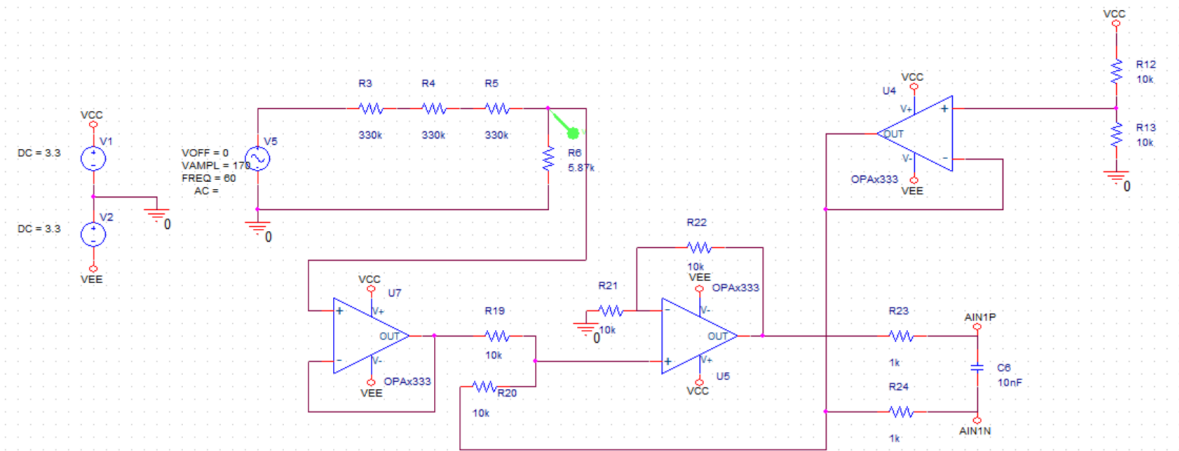 VCC
V1
DC = 3.3
0
V2
DC = 3.3
VEE
V5
VOFF = 0
VAMPL = 170
FREQ = 60
AC =
0
R3
330k
R4
330k
R5
330k
R6
5.87k
VCC
U7
V+
+
OUT
-
V-
OPAx333
VEE
R19
10k
R20
10k
R21
10k
0
R22
10k
VEE
OPAx333
V-
-
OUT
+
V+
U5
VCC
VCC
U4
V+
+
OUT
V-
-
OPAx333
VEE
VCC
R12
10k
R13
10k
0
R23
1k
R24
1k
AIN1P
C6
10nF
AIN1N